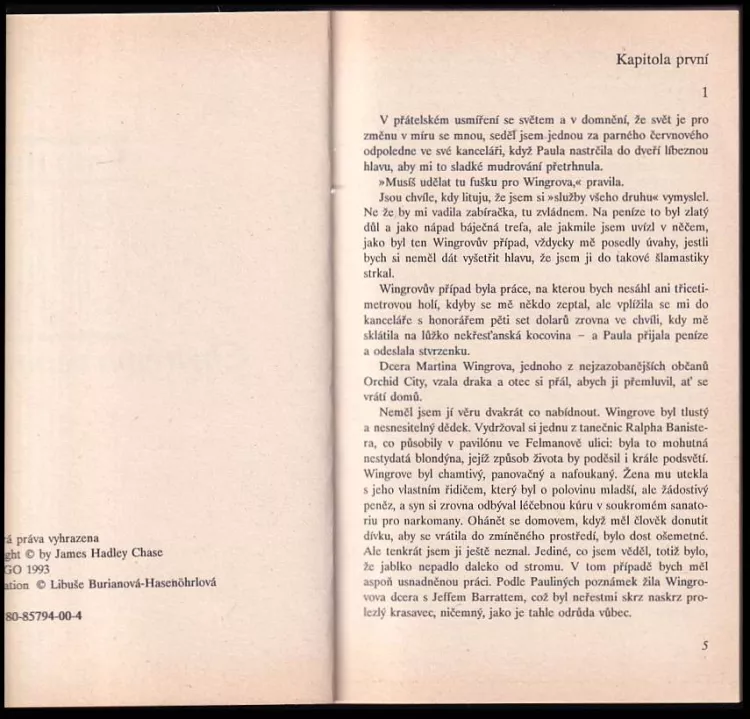 á práva vyhrazena
ght © by James Hadley Chase
GO 1993
ation © Libuše Burianová-Hasenöhrlová
80-85794-00-4
Kapitola první
1
V přátelském usmíření se světem a v domnění, že svět je pro
změnu v míru se mnou, seděl jsem jednou za parného červnového
odpoledne ve své kanceláři, když Paula nastrčila do dveří líbeznou
hlavu, aby mi to sladké mudrování přetrhnula.
»Musíš udělat tu fušku pro Wingrova,« pravila.
Jsou chvíle, kdy lituju, že jsem si »služby všeho druhu« vymyslel.
Ne že by mi vadila zabíračka, tu zvládnem. Na peníze to byl zlatý
důl a jako nápad báječná trefa, ale jakmile jsem uvízl v něčem,
jako byl ten Wingrovův případ, vždycky mě posedly úvahy, jestli
bych si neměl dát vyšetřit hlavu, že jsem ji do takové šlamastiky
strkal.
Wingrovův případ byla práce, na kterou bych nesáhl ani třiceti-
metrovou holí, kdyby se mě někdo zeptal, ale vplížila se mi do
kanceláře s honorářem pěti set dolarů zrovna ve chvíli, kdy mě
sklátila na lůžko nekřesťanská kocovina – a Paula přijala peníze
a odeslala stvrzenku.
Dcera Martina Wingrova, jednoho z nejzazobanějších občanů
Orchid City, vzala draka a otec si přál, abych ji přemluvil, ať se
vrátí domů.
Neměl jsem jí věru dvakrát co nabídnout. Wingrove byl tlustý
a nesnesitelný dědek. Vydržoval si jednu z tanečnic Ralpha Baniste-
ra, co působily v pavilónu ve Felmanově ulici: byla to mohutná
nestydatá blondýna, jejíž způsob života by poděsil i krále podsvětí.
Wingrove byl chamtivý, panovačný a nafoukaný. Žena mu utekla
s jeho vlastním řidičem, který byl o polovinu mladší, ale žádostivý
peněz, a syn si zrovna odbýval léčebnou kúru v soukromém sanato-
riu pro narkomany. Ohánět se domovem, když měl člověk donutit
dívku, aby se vrátila do zmíněného prostředí, bylo dost ošemetné.
Ale tenkrát jsem ji ještě neznal. Jediné, co jsem věděl, totiž bylo,
že jablko nepadlo daleko od stromu. V tom případě bych měl
aspoň usnadněnou práci. Podle Pauliných poznámek žila Wingro-
vova dcera s Jeffem Barrattem, což byl neřestmi skrz naskrz pro-
lezlý krasavec, ničemný, jako je tahle odrůda vůbec.
5